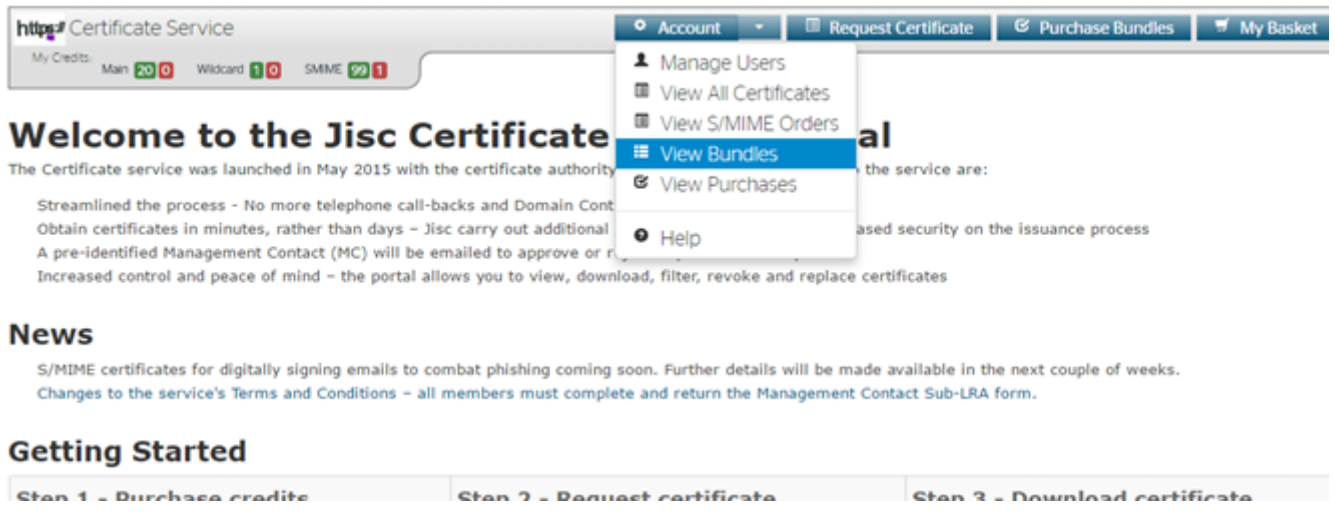 https:// Certificate Service
Account
Request Certificate
Purchase Bundles
My Basket
My Credits:
Main 20 0 Wildcard 1 0 SMIME 99 1
Manage Users
View All Certificates
View S/MIME Orders
View Bundles
View Purchases
Help
Welcome to the Jisc Certificate al
The Certificate service was launched in May 2015 with the certificate authority the service are:
Streamlined the process - No more telephone call-backs and Domain Cont
Obtain certificates in minutes, rather than days – Jisc carry out additional ased security on the issuance process
A pre-identified Management Contact (MC) will be emailed to approve or
Increased control and peace of mind – the portal allows you to view, download, filter, revoke and replace certificates
News
S/MIME certificates for digitally signing emails to combat phishing coming soon. Further details will be made available in the next couple of weeks.
Changes to the service's Terms and Conditions – all members must complete and return the Management Contact Sub-LRA form.
Getting Started
Step 1 - Purchase credits
Step 2 - Request certificate
Step 3 - Download certificate